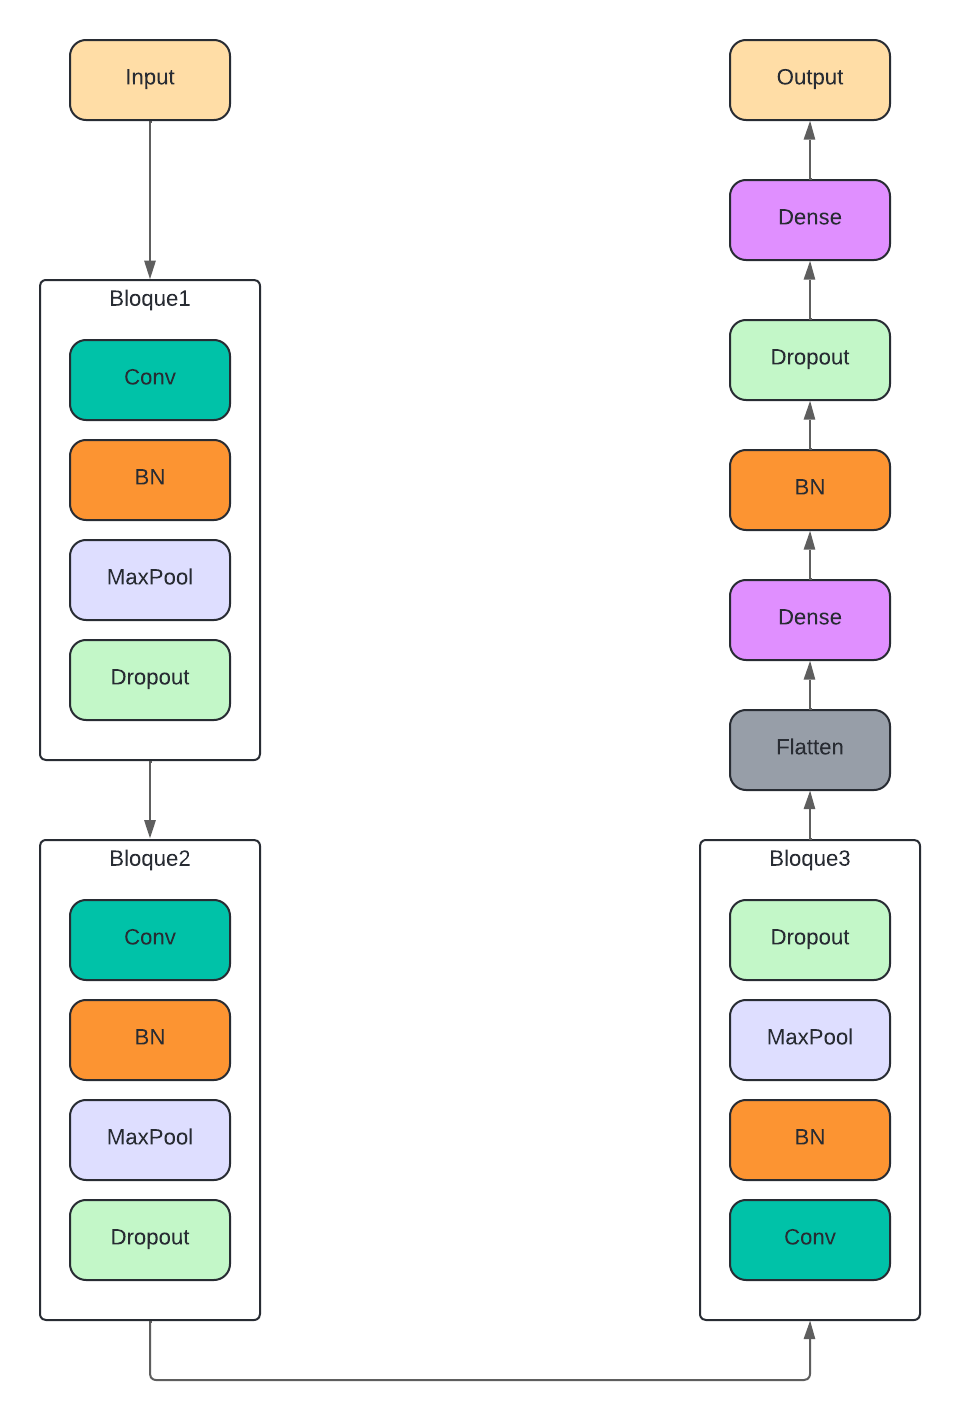 Input
Bloque1
Conv
BN
MaxPool
Dropout
Bloque2
Conv
BN
MaxPool
Dropout
Output
Dense
Dropout
BN
Dense
Flatten
Bloque3
Dropout
MaxPool
BN
Conv